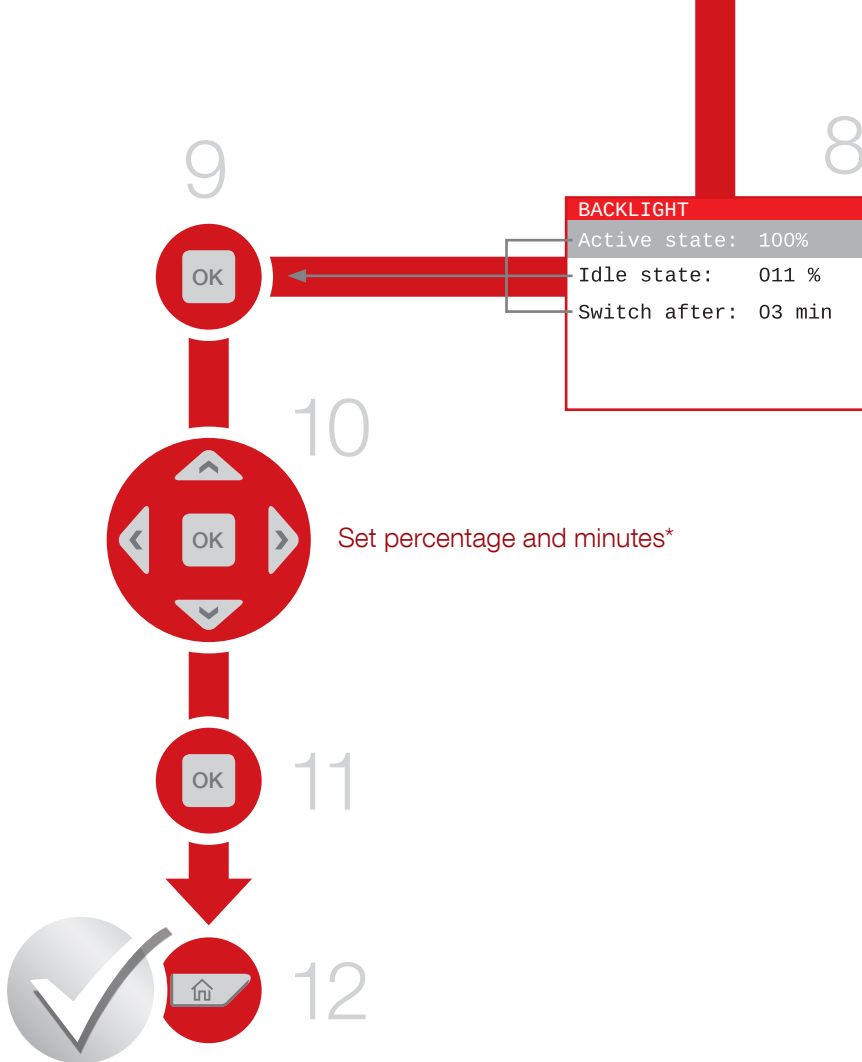 8
BACKLIGHT
Active state: 100%
Idle state: 011 %
Switch after: 03 min
9
OK
10
OK
Set percentage and minutes*
11
OK
12